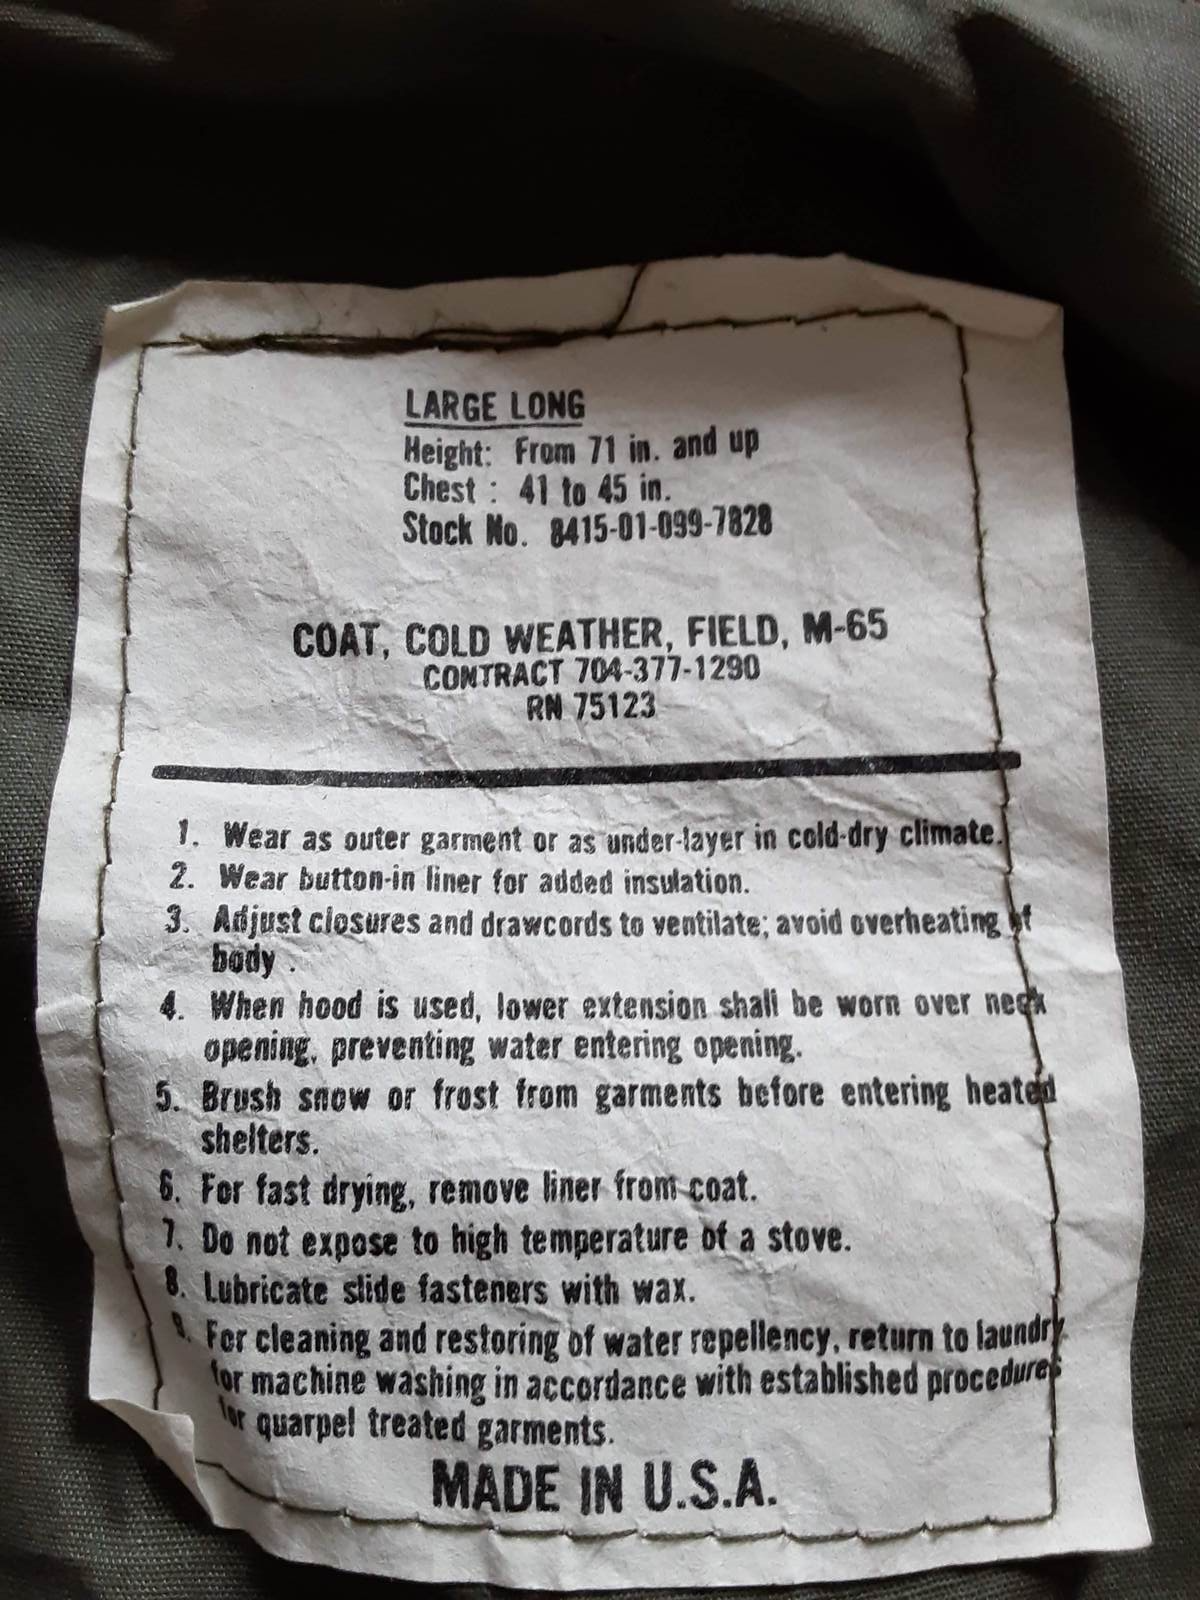 LARGE LONG
Height: From 71 in. and up
Chest : 41 to 45 in.
Stock No. 8415-01-099-7828
COAT, COLD WEATHER, FIELD, M-65
CONTRACT 704-377-1290
RN 75123
1. Wear as outer garment or as under-layer in cold-dry climate.
2. Wear button-in liner for added insulation.
3. Adjust closures and drawcords to ventilate; avoid overheating of
body .
4. When hood is used, lower extension shall be worn over neck
opening, preventing water entering opening.
5. Brush snow or frost from garments before entering heated
shelters.
6. For fast drying, remove liner from coat.
7. Do not expose to high temperature of a stove.
8. Lubricate slide fasteners with wax.
9. For cleaning and restoring of water repellency, return to laundry
for machine washing in accordance with established procedures
for quarpel treated garments.
MADE IN U.S.A.